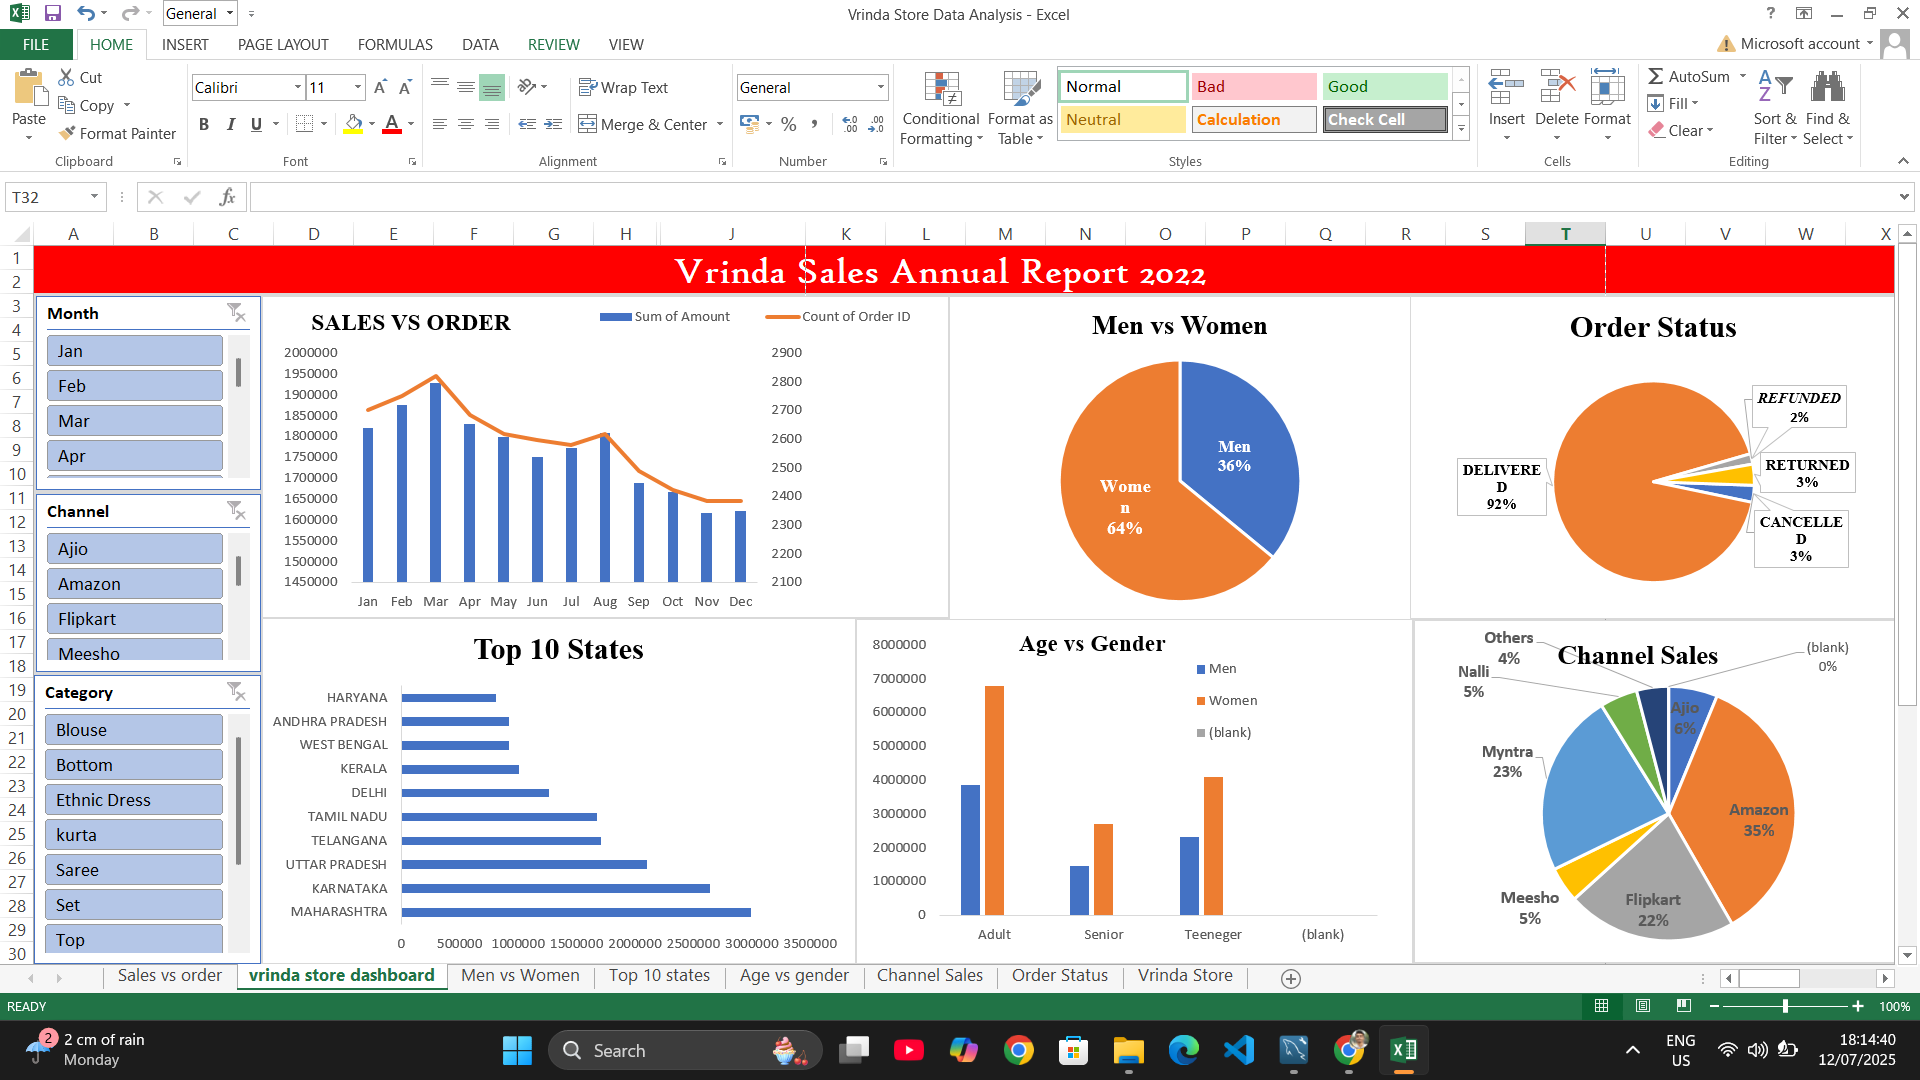 General
Vrinda Store Data Analysis - Excel
?
FILE HOME INSERT PAGE LAYOUT FORMULAS DATA REVIEW VIEW
Microsoft account
Paste
Cut
Copy
Format Painter
Clipboard
Calibri 11
B I U A
Font
Wrap Text
Merge & Center
Alignment
General
%
Number
Conditional Formatting
Format as Table
Normal Bad Good
Neutral Calculation Check Cell
Styles
Insert Delete Format
Cells
AutoSum
Fill
Clear
Sort & Filter
Find & Select
Editing
T32
fx
A B C D E F G H J K L M N O P Q R S T U V W X
1
2
3
4
5
6
7
8
9
10
11
12
13
14
15
16
17
18
19
20
21
22
23
24
25
26
27
28
29
30
Vrinda Sales Annual Report 2022
Month
Jan
Feb
Mar
Apr
Channel
Ajio
Amazon
Flipkart
Meesho
Category
Blouse
Bottom
Ethnic Dress
kurta
Saree
Set
Top
SALES VS ORDER
Sum of Amount Count of Order ID
2000000
1950000
1900000
1850000
1800000
1750000
1700000
1650000
1600000
1550000
1500000
1450000
2900
2800
2700
2600
2500
2400
2300
2200
2100
Jan Feb Mar Apr May Jun Jul Aug Sep Oct Nov Dec
Men vs Women
Men
36%
Wome
n
64%
Order Status
REFUNDED
2%
RETURNED
3%
DELIVERE
D
92%
CANCELLE
D
3%
Top 10 States
HARYANA
ANDHRA PRADESH
WEST BENGAL
KERALA
DELHI
TAMIL NADU
TELANGANA
UTTAR PRADESH
KARNATAKA
MAHARASHTRA
0 500000 1000000 1500000 2000000 2500000 3000000 3500000
Age vs Gender
8000000
7000000
6000000
5000000
4000000
3000000
2000000
1000000
0
Men
Women
(blank)
Adult Senior Teeneger (blank)
Channel Sales
Others
4%
(blank)
0%
Nalli
5%
Ajio
6%
Myntra
23%
Amazon
35%
Meesho
5%
Flipkart
22%
Sales vs order vrinda store dashboard Men vs Women Top 10 states Age vs gender Channel Sales Order Status Vrinda Store
READY
100%
2
2 cm of rain
Monday
Search
ENG
US
18:14:40
12/07/2025